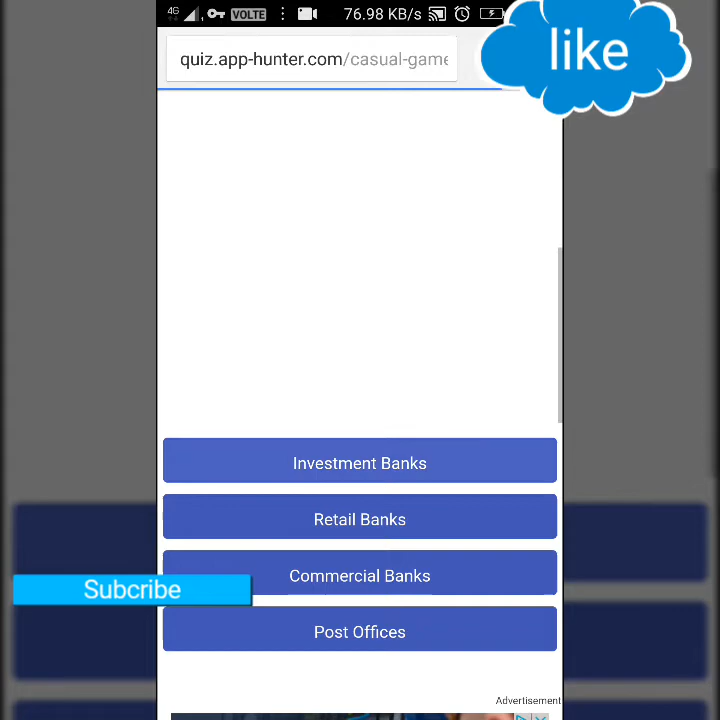 4G VOLTE 76.98 KB/s
like
quiz.app-hunter.com/casual-game
Investment Banks
Retail Banks
Commercial Banks
Subcribe
Post Offices
Advertisement